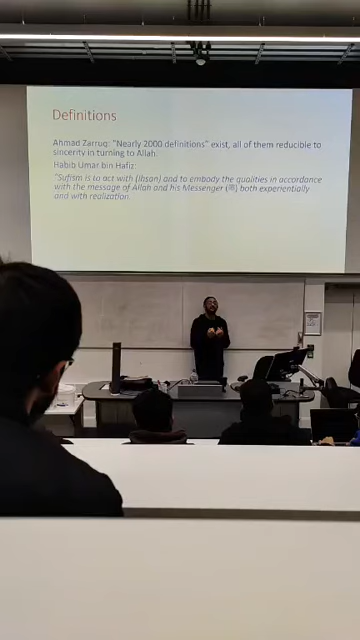 Definitions
Ahmad Zarruq: "Nearly 2000 definitions" exist, all of them reducible to
sincerity in turning to Allah.
Habib Umar bin Hafiz:
"Sufism is to act with (Ihsan) and to embody the qualities in accordance
with the message of Allah and his Messenger (ﷺ) both experientially
and with realization.